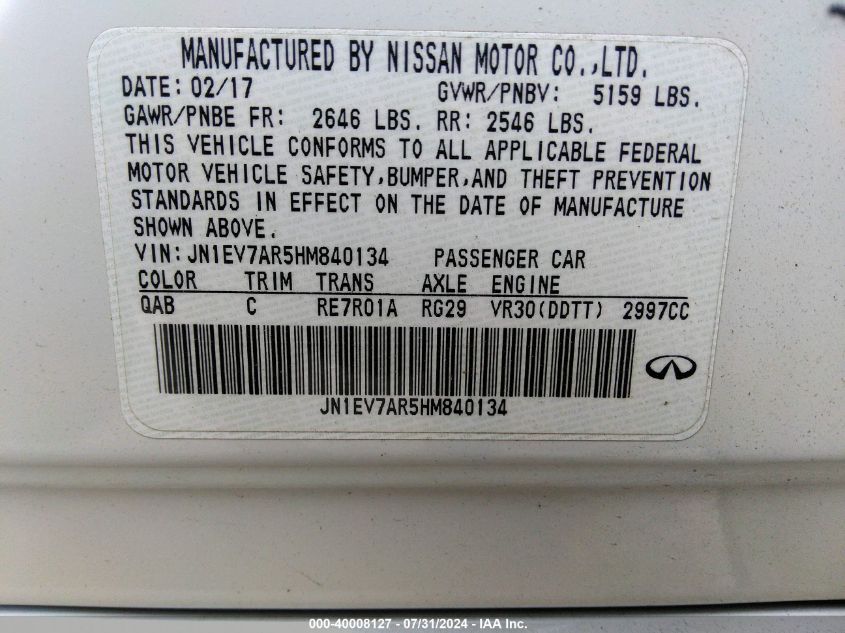 MANUFACTURED BY NISSAN MOTOR CO.,LTD.
DATE: 02/17 GVWR/PNBV: 5159 LBS.
GAWR/PNBE FR: 2646 LBS. RR: 2546 LBS.
THIS VEHICLE CONFORMS TO ALL APPLICABLE FEDERAL
MOTOR VEHICLE SAFETY,BUMPER,AND THEFT PREVENTION
STANDARDS IN EFFECT ON THE DATE OF MANUFACTURE
SHOWN ABOVE.
VIN:JN1EV7AR5HM840134 PASSENGER CAR
COLOR TRIM TRANS AXLE ENGINE
QAB C RE7R01A RG29 VR30(DDTT) 2997CC
JN1EV7AR5HM840134
000-40008127 - 07/31/2024 - IAA Inc.